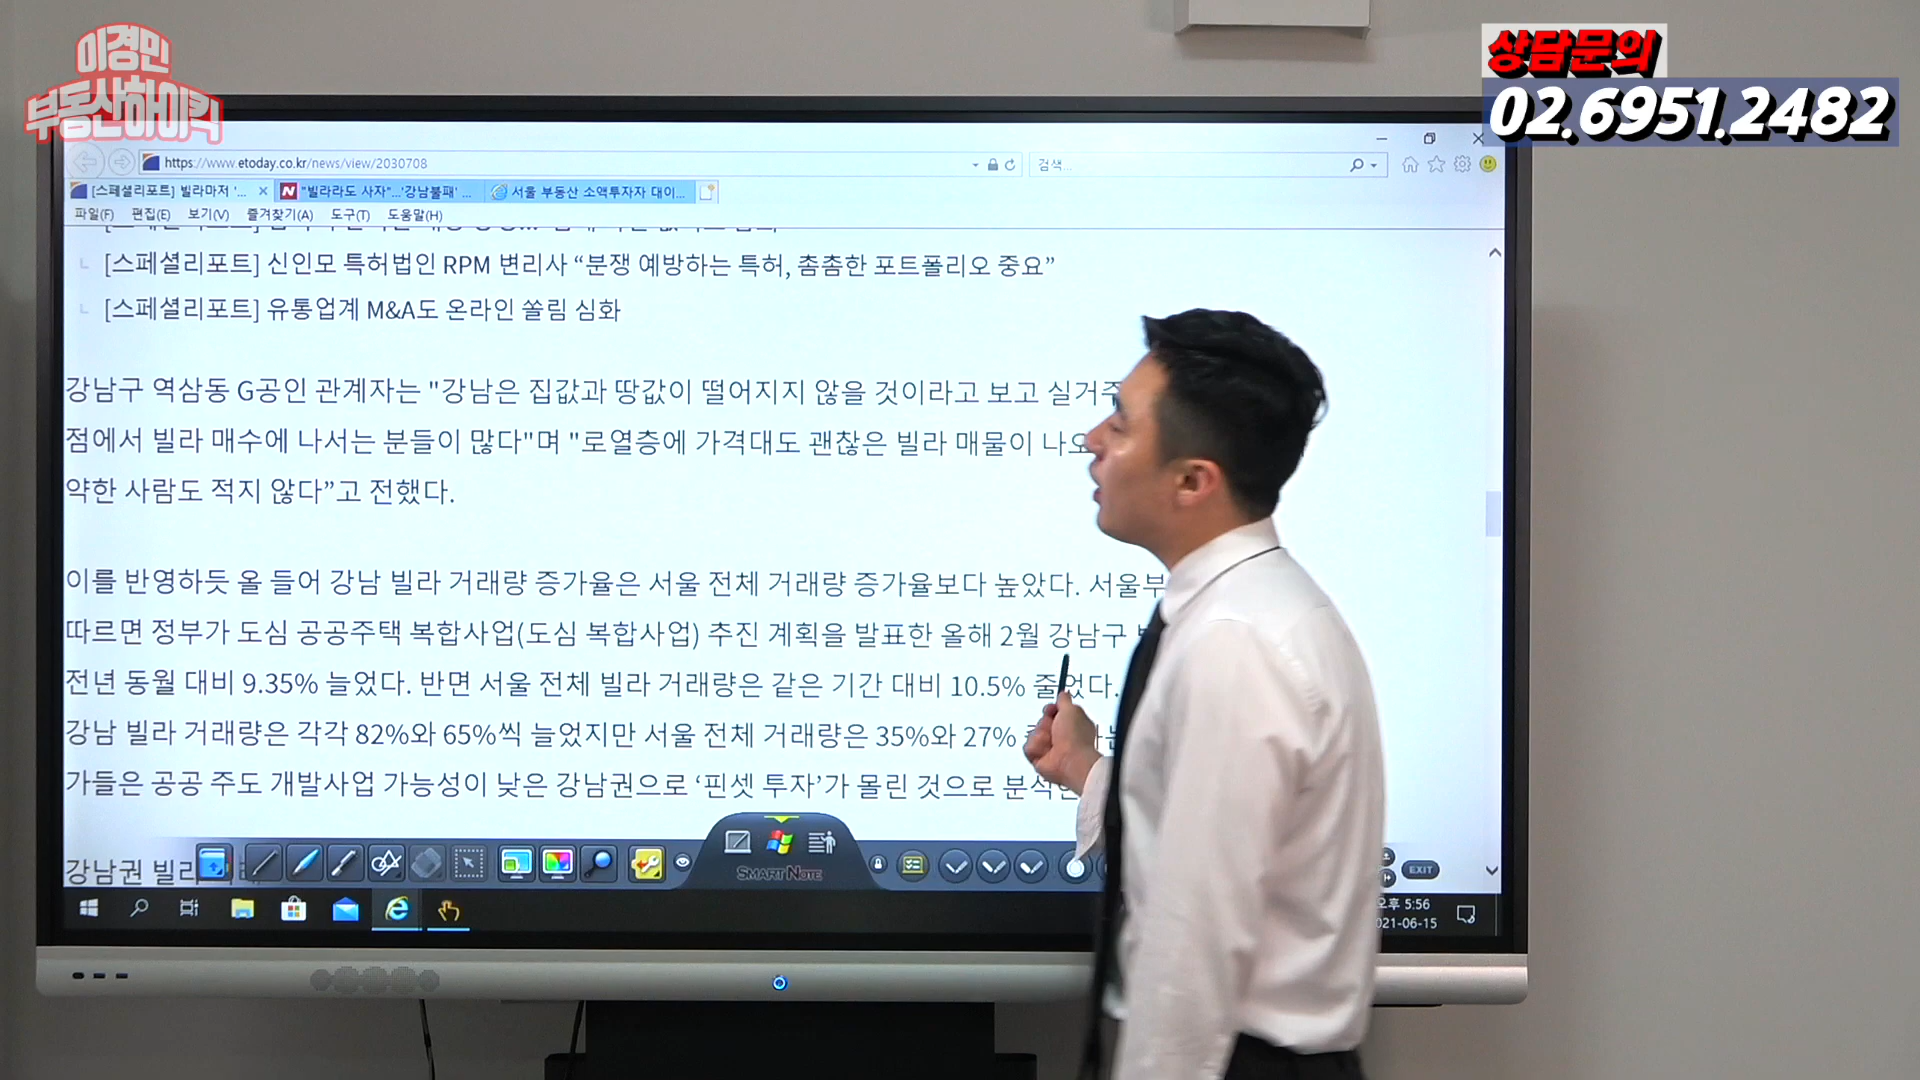 이경민
부동산하이킥
상담문의
02.6951.2482
https://www.etoday.co.kr/news/view/2030708
검색...
[스페셜리포트] 빌라마저 '...
"빌라라도 사자"...'강남불패' ...
서울 부동산 소액투자자 대이...
파일(F) 편집(E) 보기(V) 즐겨찾기(A) 도구(T) 도움말(H)
[스페셜리포트] 신인모 특허법인 RPM 변리사 “분쟁 예방하는 특허, 촘촘한 포트폴리오 중요”
[스페셜리포트] 유통업계 M&A도 온라인 쏠림 심화
강남구 역삼동 G공인 관계자는 "강남은 집값과 땅값이 떨어지지 않을 것이라고 보고 실거주
점에서 빌라 매수에 나서는 분들이 많다"며 "로열층에 가격대도 괜찮은 빌라 매물이 나오
약한 사람도 적지 않다”고 전했다.
이를 반영하듯 올 들어 강남 빌라 거래량 증가율은 서울 전체 거래량 증가율보다 높았다. 서울부
따르면 정부가 도심 공공주택 복합사업(도심 복합사업) 추진 계획을 발표한 올해 2월 강남구
전년 동월 대비 9.35% 늘었다. 반면 서울 전체 빌라 거래량은 같은 기간 대비 10.5% 줄었다.
강남 빌라 거래량은 각각 82%와 65%씩 늘었지만 서울 전체 거래량은 35%와 27%
가들은 공공 주도 개발사업 가능성이 낮은 강남권으로 ‘핀셋 투자’가 몰린 것으로 분석
강남권 빌라
SMART NOTE
EXIT
오후 5:56
021-06-15